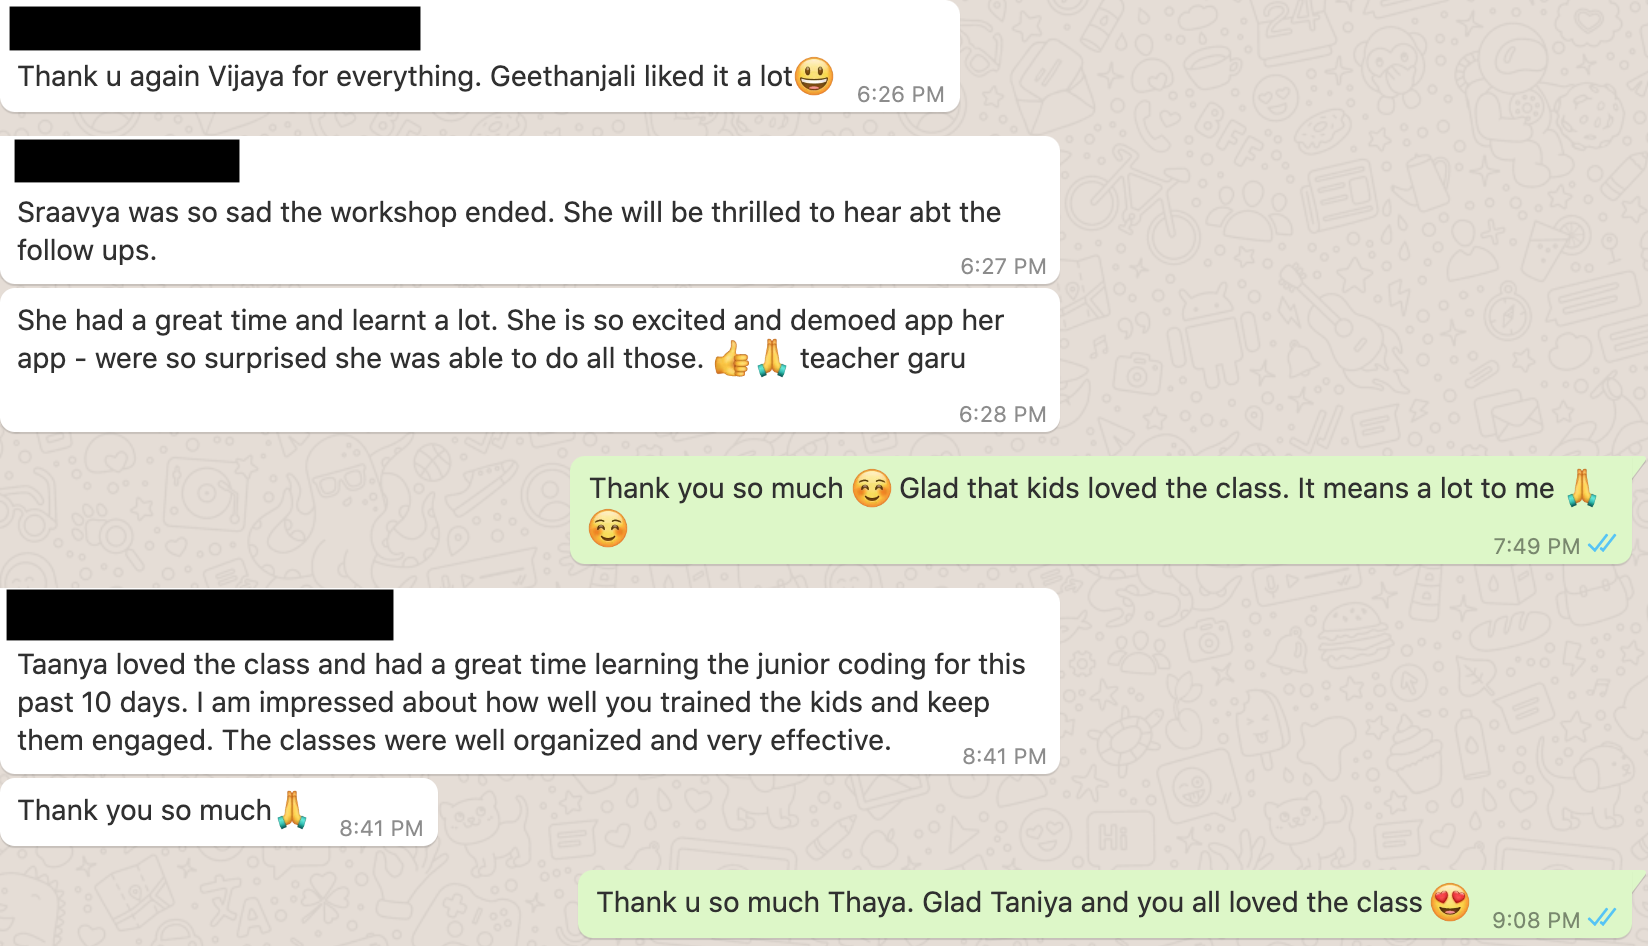 Thank u again Vijaya for everything. Geethanjali liked it a lot😃
6:26 PM
Sraavya was so sad the workshop ended. She will be thrilled to hear abt the
follow ups.
6:27 PM
She had a great time and learnt a lot. She is so excited and demoed app her
app - were so surprised she was able to do all those. 👍🙏 teacher garu
6:28 PM
Thank you so much ☺️ Glad that kids loved the class. It means a lot to me 🙏
☺️
7:49 PM
Taanya loved the class and had a great time learning the junior coding for this
past 10 days. I am impressed about how well you trained the kids and keep
them engaged. The classes were well organized and very effective.
8:41 PM
Thank you so much🙏
8:41 PM
Thank u so much Thaya. Glad Taniya and you all loved the class 😍
9:08 PM